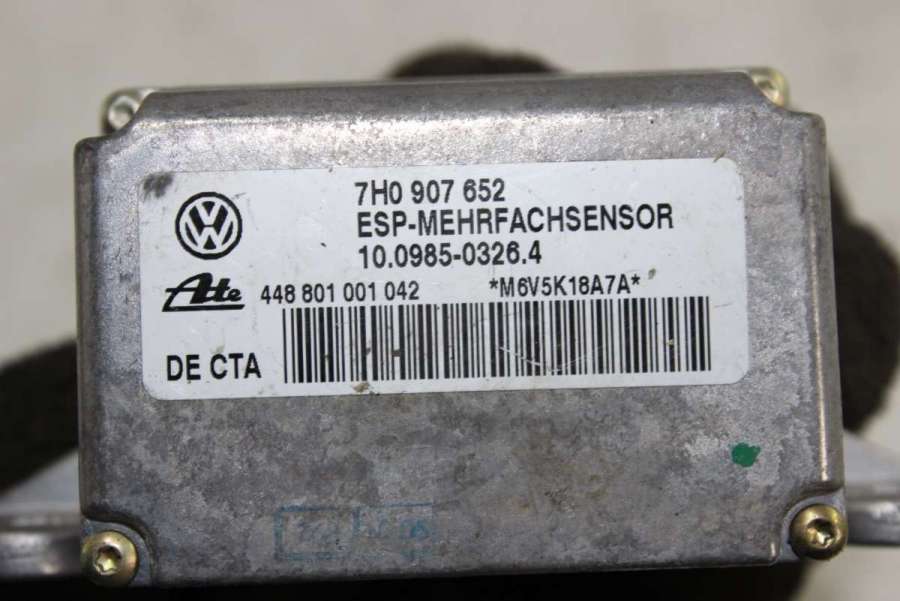 7H0 907 652
ESP-MEHRFACHSENSOR
10.0985-0326.4
Ate 448 801 001 042 *M6V5K18A7A*
DE CTA